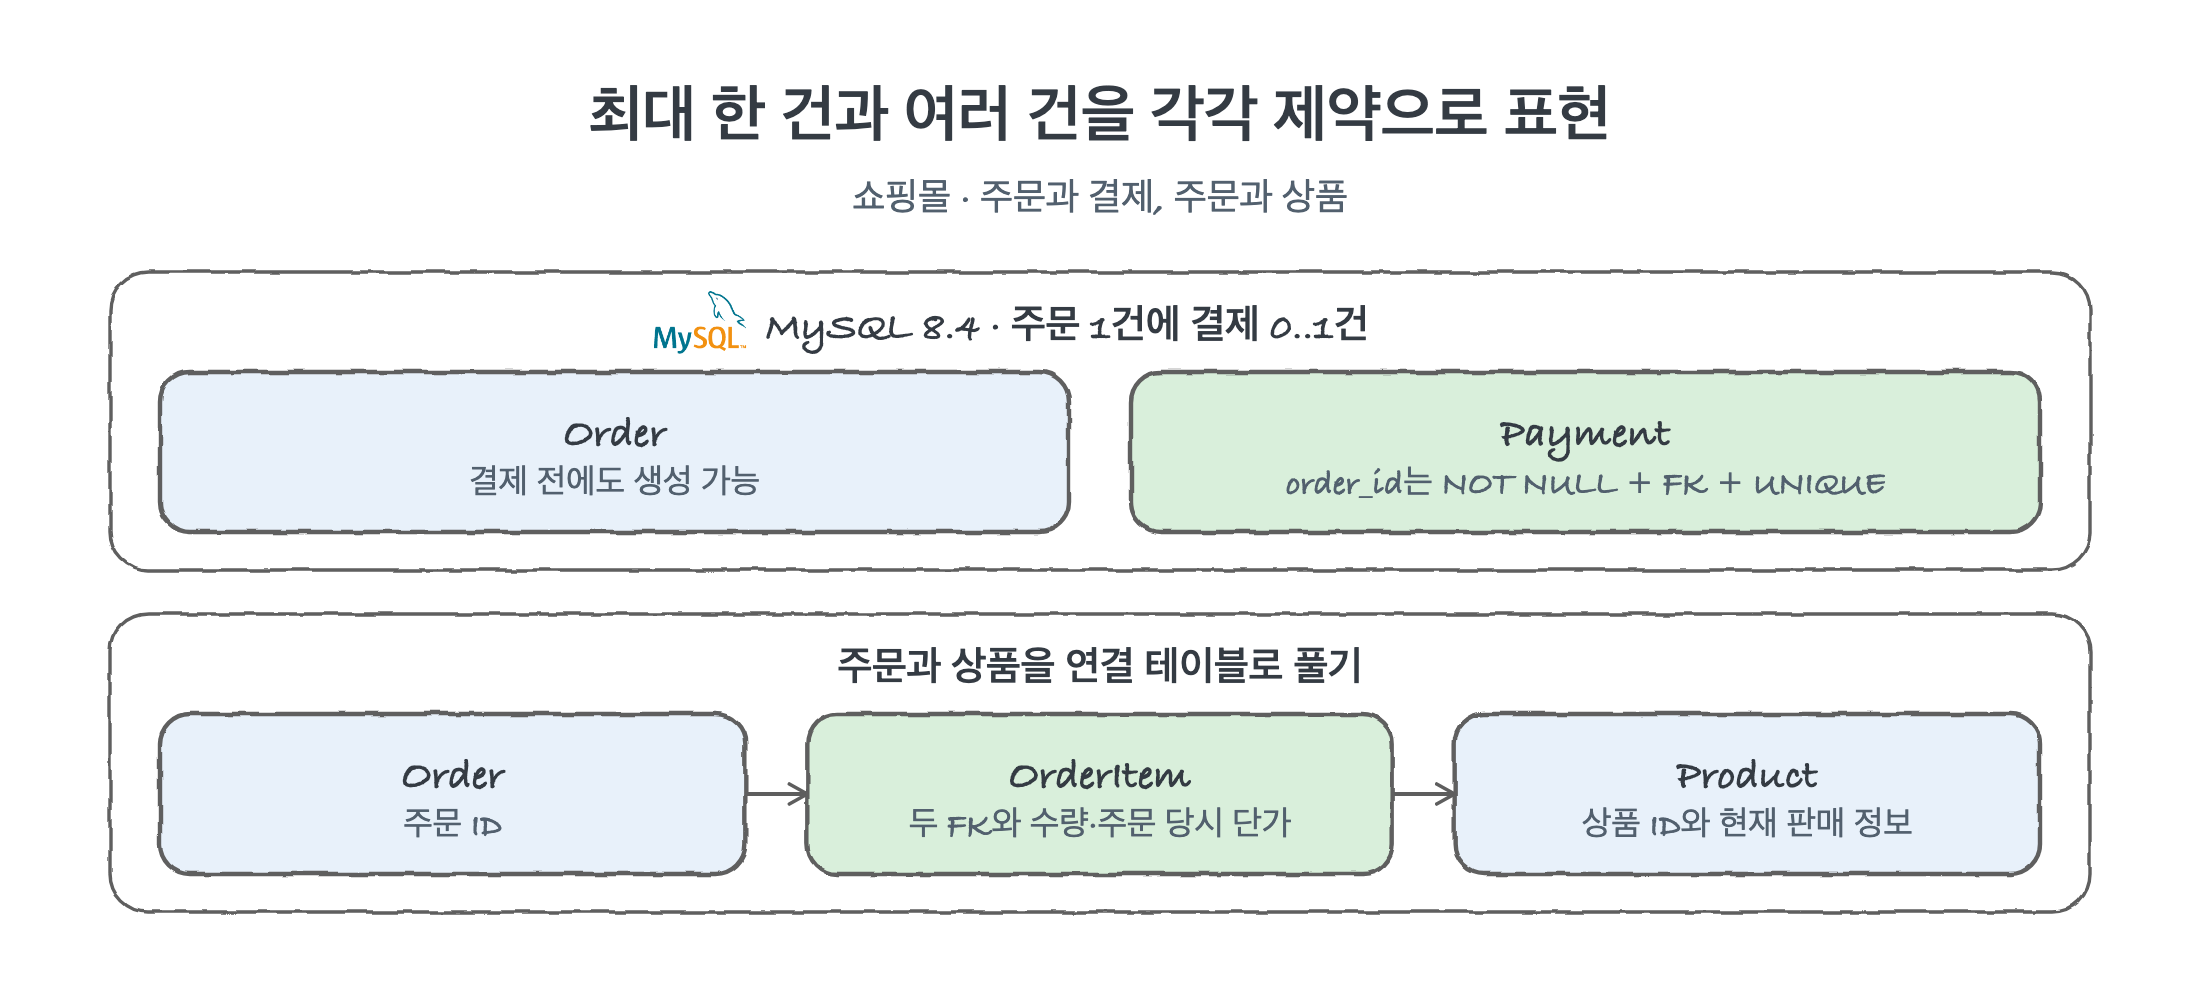 최대 한 건과 여러 건을 각각 제약으로 표현
쇼핑몰 · 주문과 결제, 주문과 상품
MySQL™ MySQL 8.4 · 주문 1건에 결제 0..1건
Order
결제 전에도 생성 가능
Payment
order_id는 NOT NULL + FK + UNIQUE
주문과 상품을 연결 테이블로 풀기
Order
주문 ID
OrderItem
두 FK와 수량·주문 당시 단가
Product
상품 ID와 현재 판매 정보